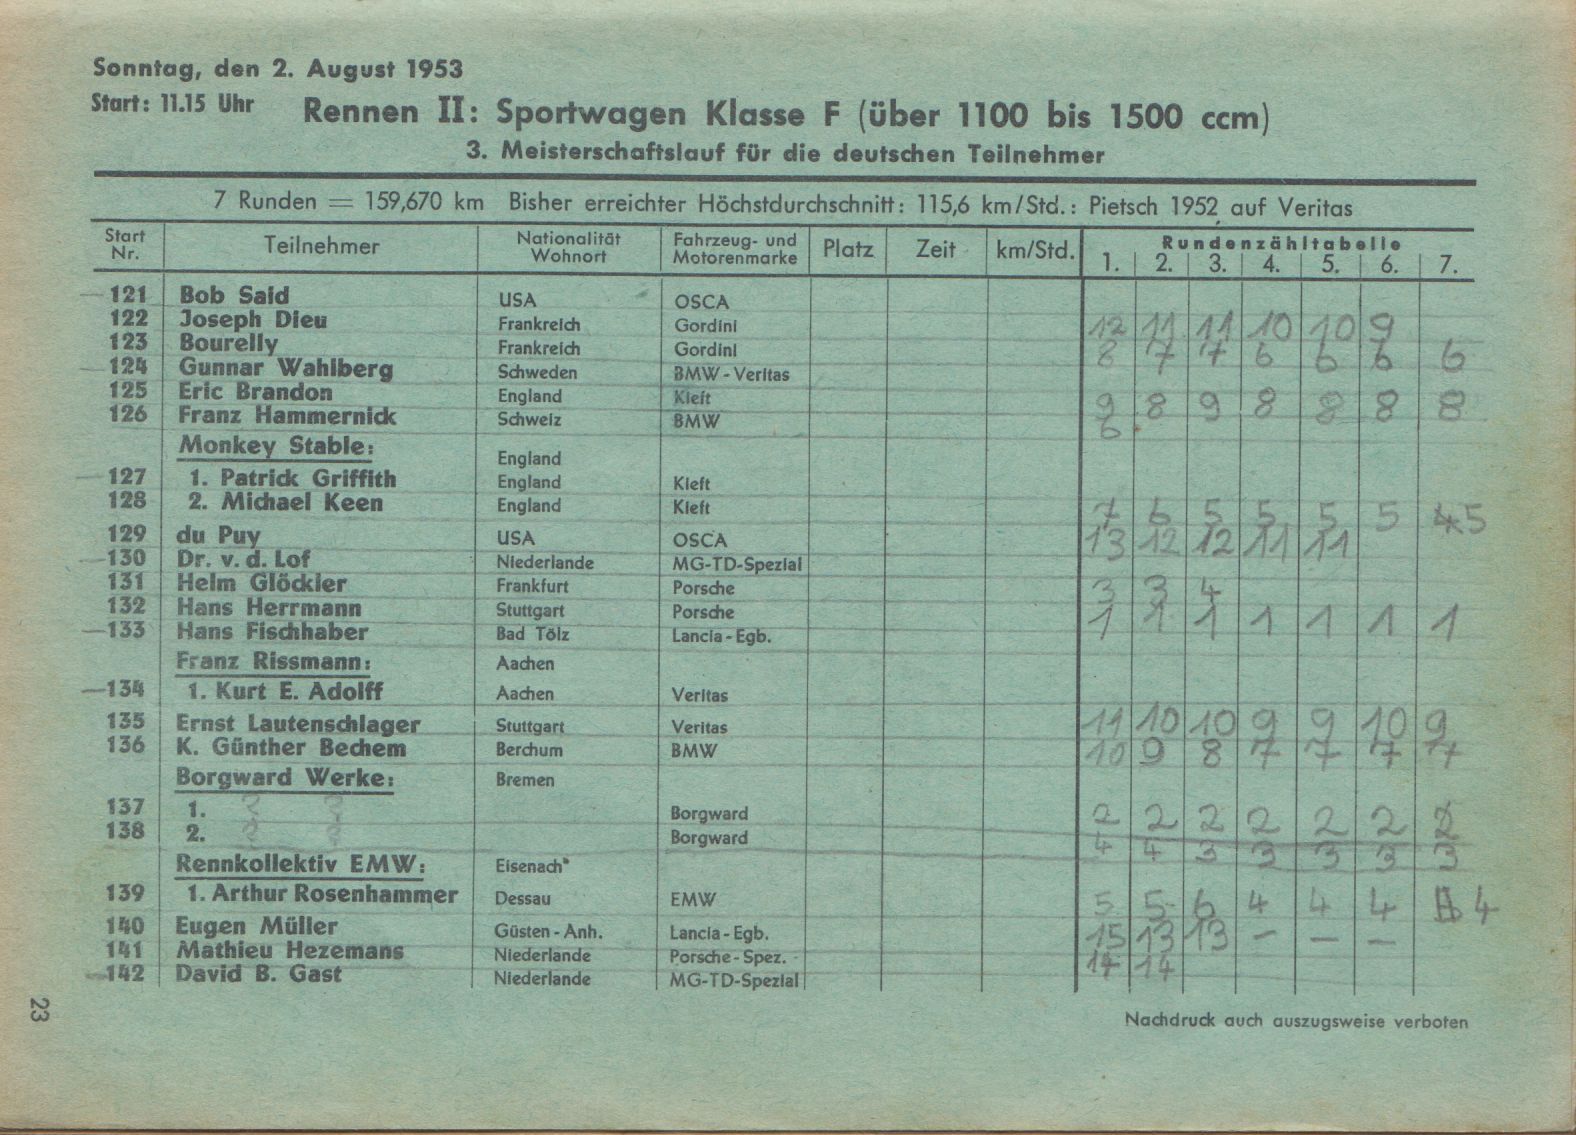 Sonntag, den 2. August 1953
Start: 11.15 Uhr Rennen II: Sportwagen Klasse F (über 1100 bis 1500 ccm)
3. Meisterschaftslauf für die deutschen Teilnehmer
7 Runden = 159,670 km Bisher erreichter Höchstdurchschnitt: 115,6 km/Std.: Pietsch 1952 auf Veritas
Start Nr. Teilnehmer Nationalität Wohnort Fahrzeug- und Motorenmarke Platz Zeit km/Std. Rundenzähltabelle
1. 2. 3. 4. 5. 6. 7.
121 Bob Said USA OSCA
122 Joseph Dieu Frankreich Gordini 12 11 11 10 10 9
123 Bourelly Frankreich Gordini 8 7 7 6 6 6 6
124 Gunnar Wahlberg Schweden BMW-Veritas
125 Eric Brandon England Kieft 9 8 9 8 8 8 8
126 Franz Hammernick Schweiz BMW 6
Monkey Stable: England
127 1. Patrick Griffith England Kieft
128 2. Michael Keen England Kieft 7 6 5 5 5 5 5
129 du Puy USA OSCA 13 12 12 11 11
130 Dr. v. d. Lof Niederlande MG-TD-Spezial
131 Helm Glöckler Frankfurt Porsche 3 3 4
132 Hans Herrmann Stuttgart Porsche 1 1 1 1 1 1 1
133 Hans Fischhaber Bad Tölz Lancia-Egb.
Franz Rissmann: Aachen
134 1. Kurt E. Adolff Aachen Veritas
135 Ernst Lautenschlager Stuttgart Veritas 11 10 10 9 9 10 9
136 K. Günther Bechem Berchum BMW 10 9 8 7 7 7 7
Borgward Werke: Bremen
137 1. ? ? Borgward 2 2 2 2 2 2 2
138 2. ? ? Borgward 4 4 3 3 3 3 3
Rennkollektiv EMW: Eisenach
139 1. Arthur Rosenhammer Dessau EMW 5 5 6 4 4 4 4
140 Eugen Müller Güsten-Anh. Lancia-Egb. 15 13 13 – – –
141 Mathieu Hezemans Niederlande Porsche-Spez. 14 14
142 David B. Gast Niederlande MG-TD-Spezial
Nachdruck auch auszugsweise verboten
23